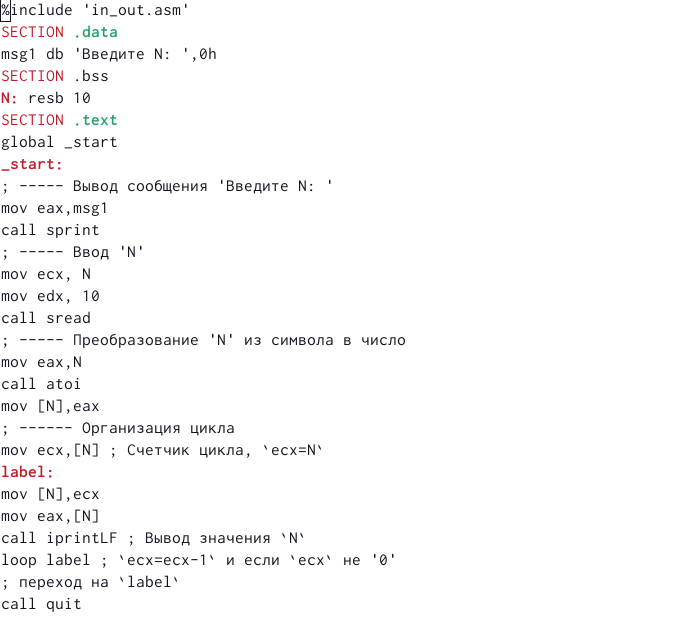 %include 'in_out.asm'
SECTION .data
msg1 db 'Введите N: ',0h
SECTION .bss
N: resb 10
SECTION .text
global _start
_start:
; ----- Вывод сообщения 'Введите N: '
mov eax,msg1
call sprint
; ----- Ввод 'N'
mov ecx, N
mov edx, 10
call sread
; ----- Преобразование 'N' из символа в число
mov eax,N
call atoi
mov [N],eax
; ------ Организация цикла
mov ecx,[N] ; Счетчик цикла, `ecx=N`
label:
mov [N],ecx
mov eax,[N]
call iprintLF ; Вывод значения `N`
loop label ; `ecx=ecx-1` и если `ecx` не '0'
; переход на `label`
call quit